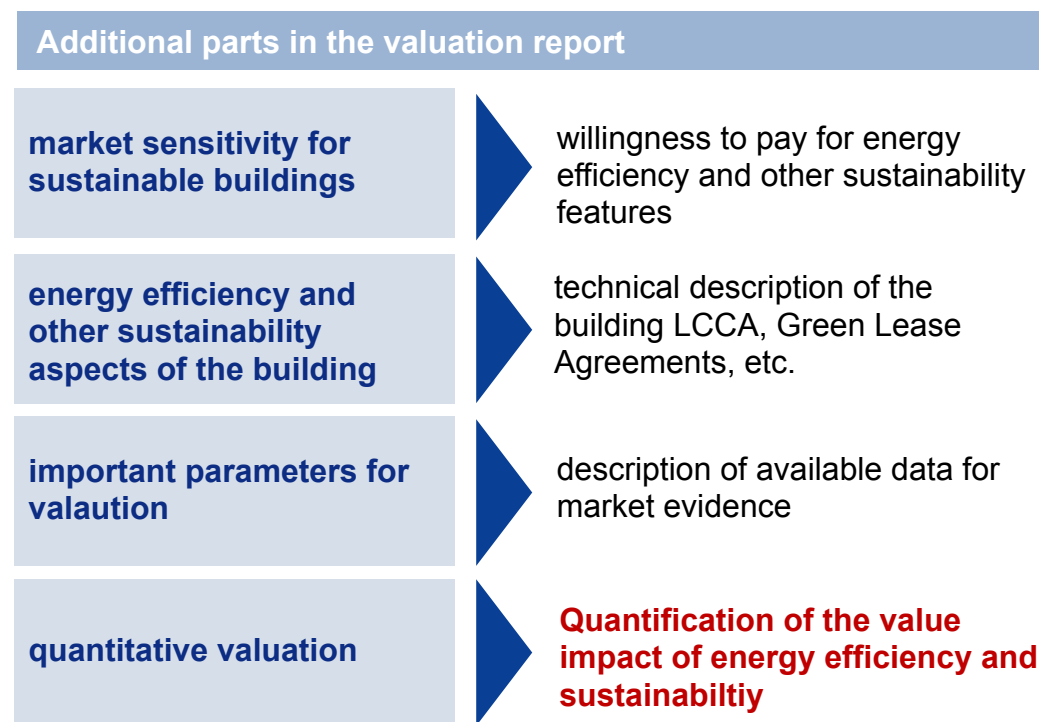 Additional parts in the valuation report
market sensitivity for
sustainable buildings
willingness to pay for energy
efficiency and other sustainability
features
energy efficiency and
other sustainability
aspects of the building
technical description of the
building LCCA, Green Lease
Agreements, etc.
important parameters for
valaution
description of available data for
market evidence
quantitative valuation
Quantification of the value
impact of energy efficiency and
sustainabiltiy